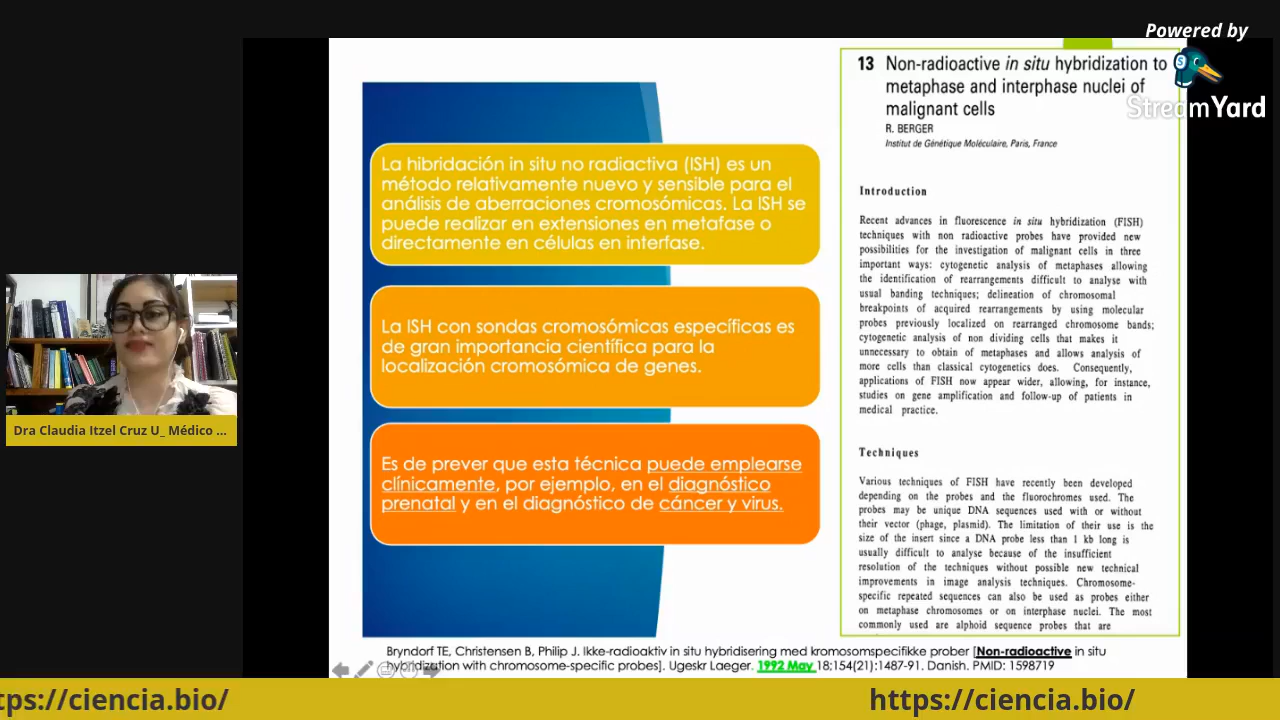 Powered by
StreamYard
La hibridación in situ no radiactiva (ISH) es un
método relativamente nuevo y sensible para el
análisis de aberraciones cromosómicas. La ISH se
puede realizar en extensiones en metafase o
directamente en células en interfase.
La ISH con sondas cromosómicas específicas es
de gran importancia científica para la
localización cromosómica de genes.
Es de prever que esta técnica puede emplearse
clínicamente, por ejemplo, en el diagnóstico
prenatal y en el diagnóstico de cáncer y virus.
13 Non-radioactive in situ hybridization to
metaphase and interphase nuclei of
malignant cells
R. BERGER
Institut de Génétique Moléculaire, Paris, France
Introduction
Recent advances in fluorescence in situ hybridization (FISH)
techniques with non radioactive probes have provided new
possibilities for the investigation of malignant cells in three
important ways: cytogenetic analysis of metaphases allowing
the identification of rearrangements difficult to analyse with
usual banding techniques; delineation of chromosomal
breakpoints of acquired rearrangements by using molecular
probes previously localized on rearranged chromosome bands;
cytogenetic analysis of non dividing cells that makes it
unnecessary to obtain of metaphases and allows analysis of
more cells than classical cytogenetics does. Consequently,
applications of FISH now appear wider, allowing, for instance,
studies on gene amplification and follow-up of patients in
medical practice.
Techniques
Various techniques of FISH have recently been developed
depending on the probes and the fluorochromes used. The
probes may be unique DNA sequences used with or without
their vector (phage, plasmid). The limitation of their use is the
size of the insert since a DNA probe less than 1 kb long is
usually difficult to analyse because of the insufficient
resolution of the techniques without possible new technical
improvements in image analysis techniques. Chromosome-
specific repeated sequences can also be used as probes either
on metaphase chromosomes or on interphase nuclei. The most
commonly used are alphoid sequence probes that are
Bryndorf TE, Christensen B, Philip J. Ikke-radioaktiv in situ hybridisering med kromosomspecifikke prober [Non-radioactive in situ
hybridization with chromosome-specific probes]. Ugeskr Laeger. 1992 May 18;154(21):1487-91. Danish. PMID: 1598719
Dra Claudia Itzel Cruz U_ Médico ...
tps://ciencia.bio/
https://ciencia.bio/